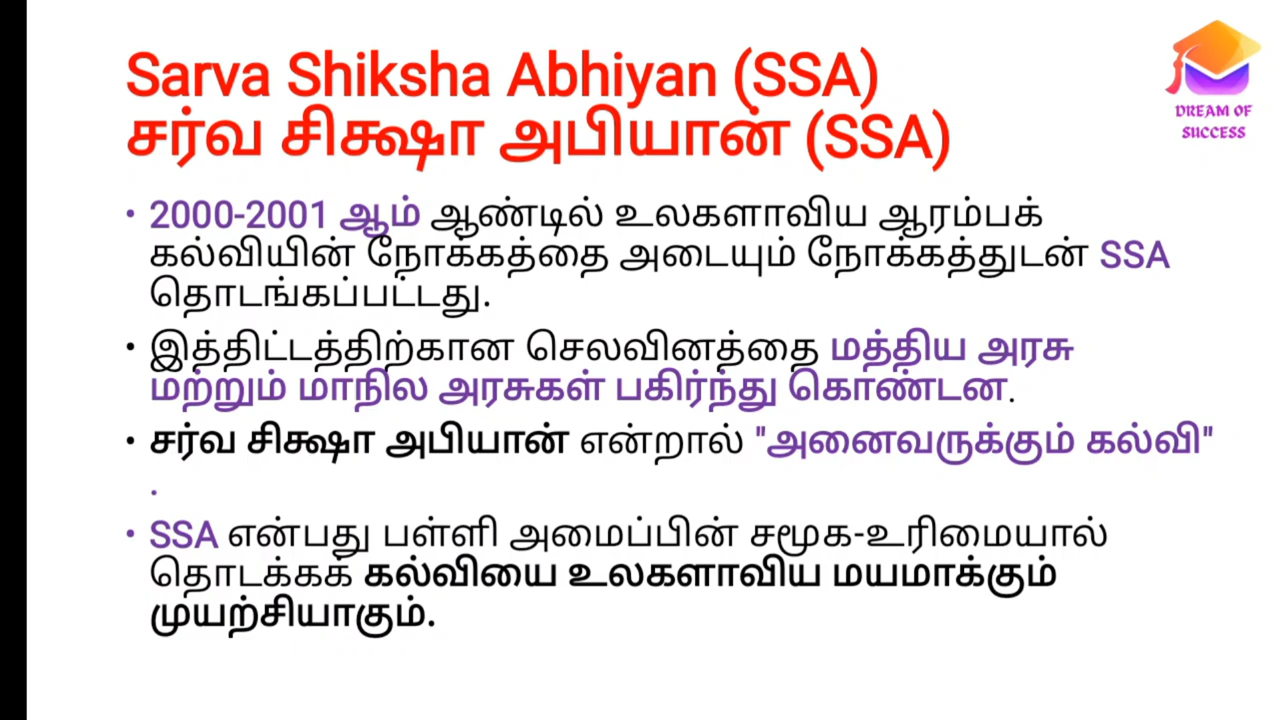 Sarva Shiksha Abhiyan (SSA)
சர்வ சிக்ஷா அபியான் (SSA)
DREAM OF
SUCCESS
• 2000-2001 ஆம் ஆண்டில் உலகளாவிய ஆரம்பக்
கல்வியின் நோக்கத்தை அடையும் நோக்கத்துடன் SSA
தொடங்கப்பட்டது.
• இத்திட்டத்திற்கான செலவினத்தை மத்திய அரசு
மற்றும் மாநில அரசுகள் பகிர்ந்து கொண்டன.
• சர்வ சிக்ஷா அபியான் என்றால் "அனைவருக்கும் கல்வி"
.
• SSA என்பது பள்ளி அமைப்பின் சமூக-உரிமையால்
தொடக்கக் கல்வியை உலகளாவிய மயமாக்கும்
முயற்சியாகும்.